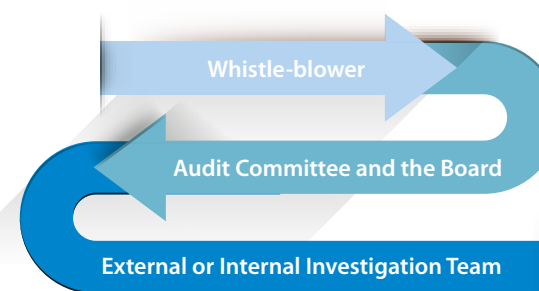 Whistle-blower
Audit Committee and the Board
External or Internal Investigation Team